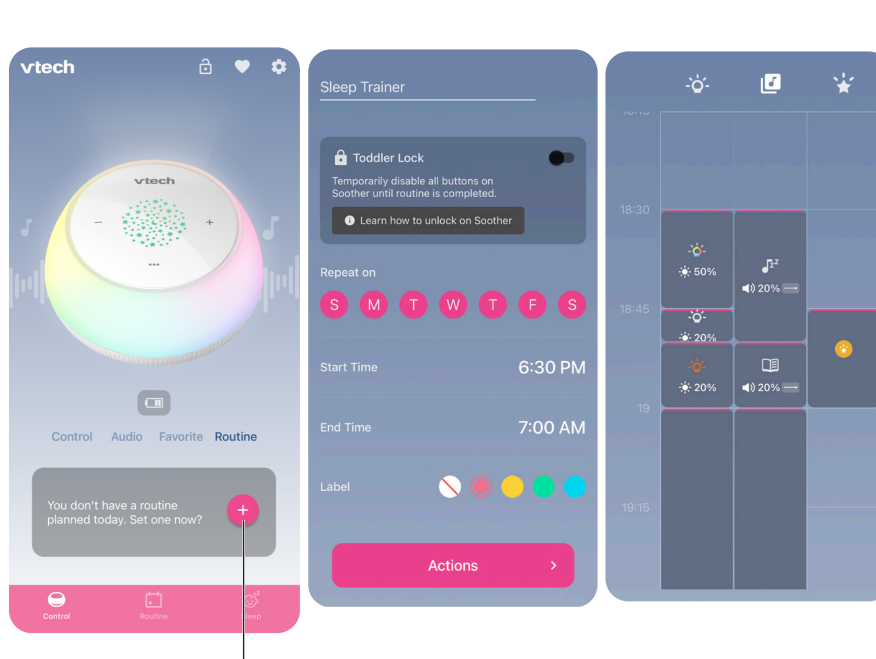 vtech
vtech
Control Audio Favorite Routine
You don't have a routine
planned today. Set one now?
Control Routine Sleep
Sleep Trainer
Toddler Lock
Temporarily disable all buttons on
Soother until routine is completed.
Learn how to unlock on Soother
Repeat on
S M T W T F S
Start Time 6:30 PM
End Time 7:00 AM
Label
Actions
18:30
50%
20%
18:45
20%
20% 20%
19
19:15